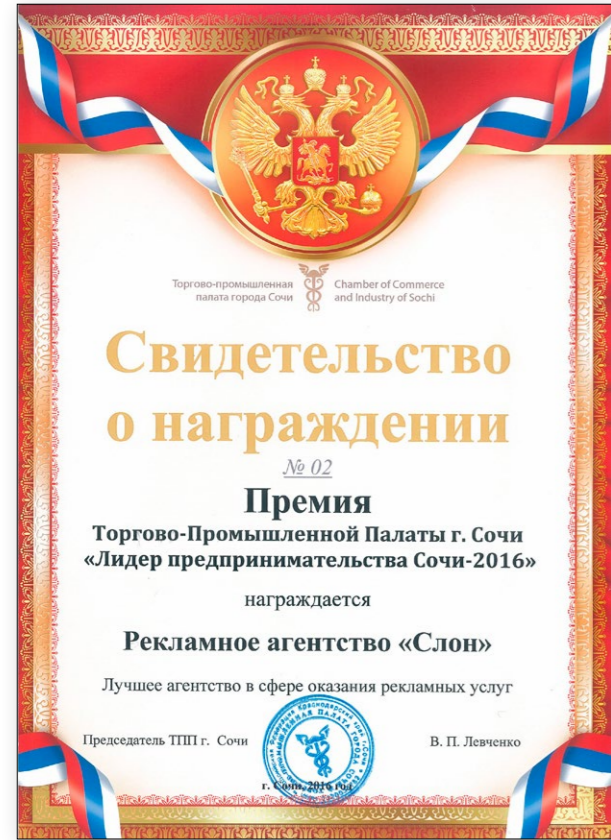 Торгово-промышленная палата города Сочи
Chamber of Commerce and Industry of Sochi
Свидетельство
о награждении
№ 02
Премия
Торгово-Промышленной Палаты г. Сочи
«Лидер предпринимательства Сочи-2016»
награждается
Рекламное агентство «Слон»
Лучшее агентство в сфере оказания рекламных услуг
Председатель ТПП г. Сочи
В. П. Левченко
г. Сочи, 2016 год